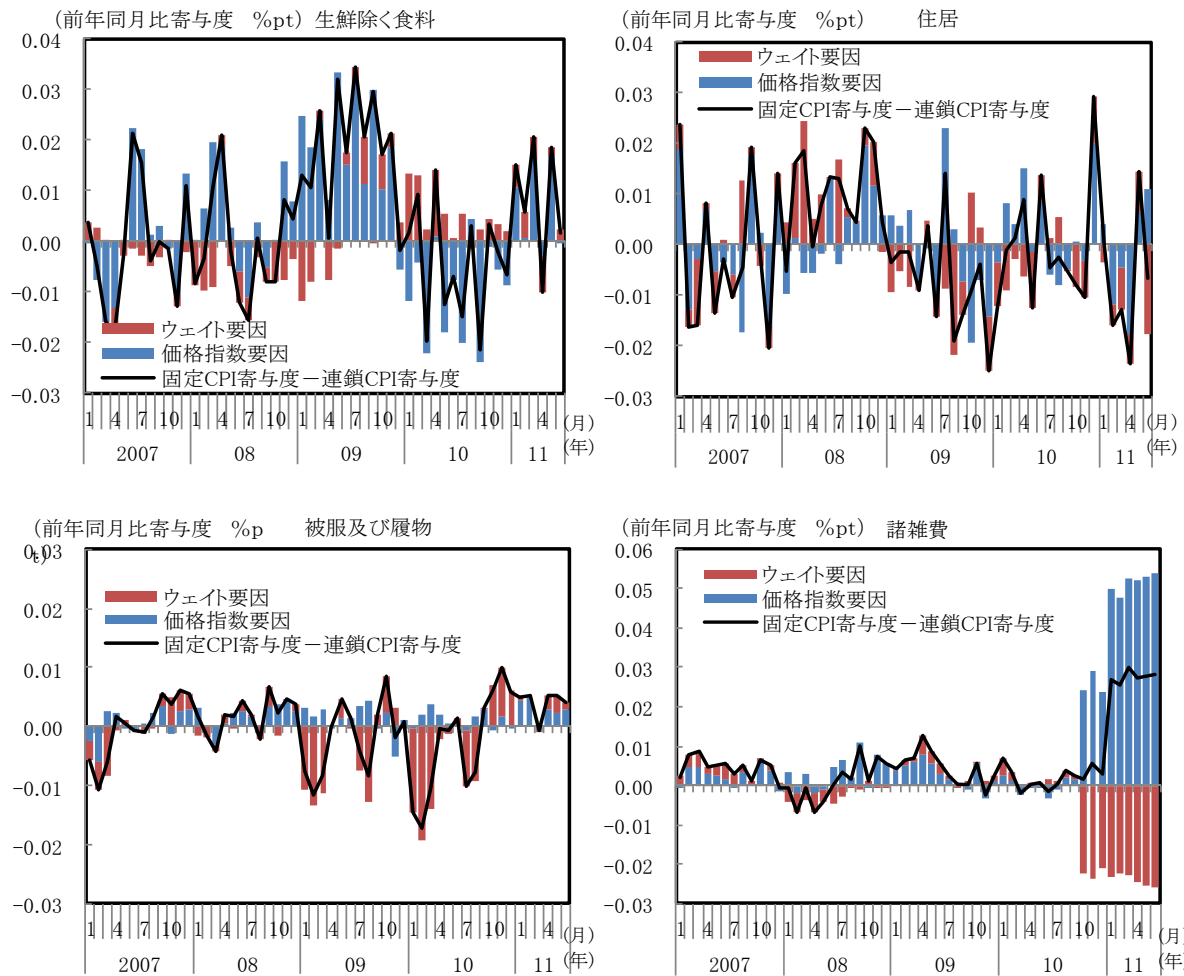 (前年同月比寄与度　%pt) 生鮮除く食料
0.04
0.03
0.02
0.01
0.00
−0.01
−0.02
−0.03
ウェイト要因
価格指数要因
固定CPI寄与度－連鎖CPI寄与度
1 4 7 10 1 4 7 10 1 4 7 10 1 4 7 10 1 4 (月)
2007 08 09 10 11 (年)
(前年同月比寄与度　%pt) 住居
0.04
0.03
0.02
0.01
0.00
−0.01
−0.02
−0.03
ウェイト要因
価格指数要因
固定CPI寄与度－連鎖CPI寄与度
1 4 7 10 1 4 7 10 1 4 7 10 1 4 7 10 1 4 (月)
2007 08 09 10 11 (年)
(前年同月比寄与度　%p 被服及び履物
t)
0.03
0.02
0.01
0.00
−0.01
−0.02
−0.03
ウェイト要因
価格指数要因
固定CPI寄与度－連鎖CPI寄与度
1 4 7 10 1 4 7 10 1 4 7 10 1 4 7 10 1 4 (月)
2007 08 09 10 11 (年)
(前年同月比寄与度　%pt) 諸雑費
0.06
0.05
0.04
0.03
0.02
0.01
0.00
−0.01
−0.02
−0.03
ウェイト要因
価格指数要因
固定CPI寄与度－連鎖CPI寄与度
1 4 7 10 1 4 7 10 1 4 7 10 1 4 7 10 1 4 (月)
2007 08 09 10 11 (年)